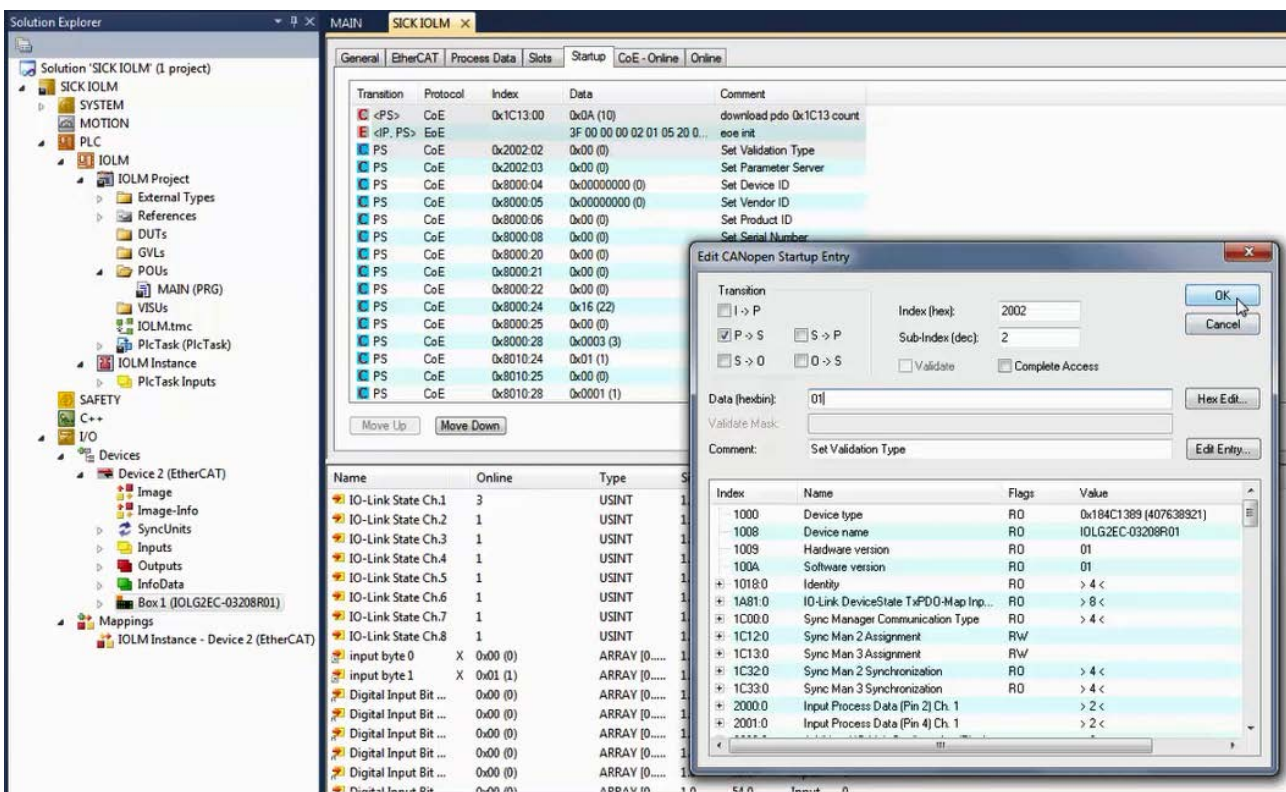 Solution Explorer
Solution 'SICK IOLM' (1 project)
SICK IOLM
SYSTEM
MOTION
PLC
IOLM
IOLM Project
External Types
References
DUTs
GVLs
POUs
MAIN (PRG)
VISUs
IOLM.tmc
PlcTask (PlcTask)
IOLM Instance
PlcTask Inputs
SAFETY
C++
I/O
Devices
Device 2 (EtherCAT)
Image
Image-Info
SyncUnits
Inputs
Outputs
InfoData
Box 1 (IOLG2EC-03208R01)
Mappings
IOLM Instance - Device 2 (EtherCAT)
MAIN SICK IOLM
General EtherCAT Process Data Slots Startup CoE - Online Online
Transition Protocol Index Data Comment
C <PS> CoE 0x1C13:00 0x0A (10) download pdo 0x1C13 count
E <IP, PS> EoE 3F 00 00 00 02 01 05 20 0... eoe init
C PS CoE 0x2002:02 0x00 (0) Set Validation Type
C PS CoE 0x2002:03 0x00 (0) Set Parameter Server
C PS CoE 0x8000:04 0x00000000 (0) Set Device ID
C PS CoE 0x8000:05 0x00000000 (0) Set Vendor ID
C PS CoE 0x8000:06 0x00 (0) Set Product ID
C PS CoE 0x8000:08 0x00 (0) Set Serial Number
C PS CoE 0x8000:20 0x00 (0)
C PS CoE 0x8000:21 0x00 (0)
C PS CoE 0x8000:22 0x00 (0)
C PS CoE 0x8000:24 0x16 (22)
C PS CoE 0x8000:25 0x00 (0)
C PS CoE 0x8000:28 0x0003 (3)
C PS CoE 0x8010:24 0x01 (1)
C PS CoE 0x8010:25 0x00 (0)
C PS CoE 0x8010:28 0x0001 (1)
Move Up Move Down
Name Online Type
IO-Link State Ch.1 3 USINT
IO-Link State Ch.2 1 USINT
IO-Link State Ch.3 1 USINT
IO-Link State Ch.4 1 USINT
IO-Link State Ch.5 1 USINT
IO-Link State Ch.6 1 USINT
IO-Link State Ch.7 1 USINT
IO-Link State Ch.8 1 USINT
input byte 0 X 0x00 (0) ARRAY [0.....
input byte 1 X 0x01 (1) ARRAY [0.....
Digital Input Bit ... 0x00 (0) ARRAY [0.....
Digital Input Bit ... 0x00 (0) ARRAY [0.....
Digital Input Bit ... 0x00 (0) ARRAY [0.....
Digital Input Bit ... 0x00 (0) ARRAY [0.....
Edit CANopen Startup Entry
Transition
I -> P
P -> S S -> P
S -> O O -> S
Index (hex): 2002
Sub-Index (dec): 2
Validate Complete Access
OK
Cancel
Data (hexbin): 01 Hex Edit...
Validate Mask:
Comment: Set Validation Type Edit Entry...
Index Name Flags Value
1000 Device type RO 0x184C1389 (407638921)
1008 Device name RO IOLG2EC-03208R01
1009 Hardware version RO 01
100A Software version RO 01
1018:0 Identity RO > 4 <
1A81:0 IO-Link DeviceState TxPDO-Map Inp... RO > 8 <
1C00:0 Sync Manager Communication Type RO > 4 <
1C12:0 Sync Man 2 Assignment RW
1C13:0 Sync Man 3 Assignment RW
1C32:0 Sync Man 2 Synchronization RO > 4 <
1C33:0 Sync Man 3 Synchronization RO > 4 <
2000:0 Input Process Data (Pin 2) Ch. 1 > 2 <
2001:0 Input Process Data (Pin 4) Ch. 1 > 2 <